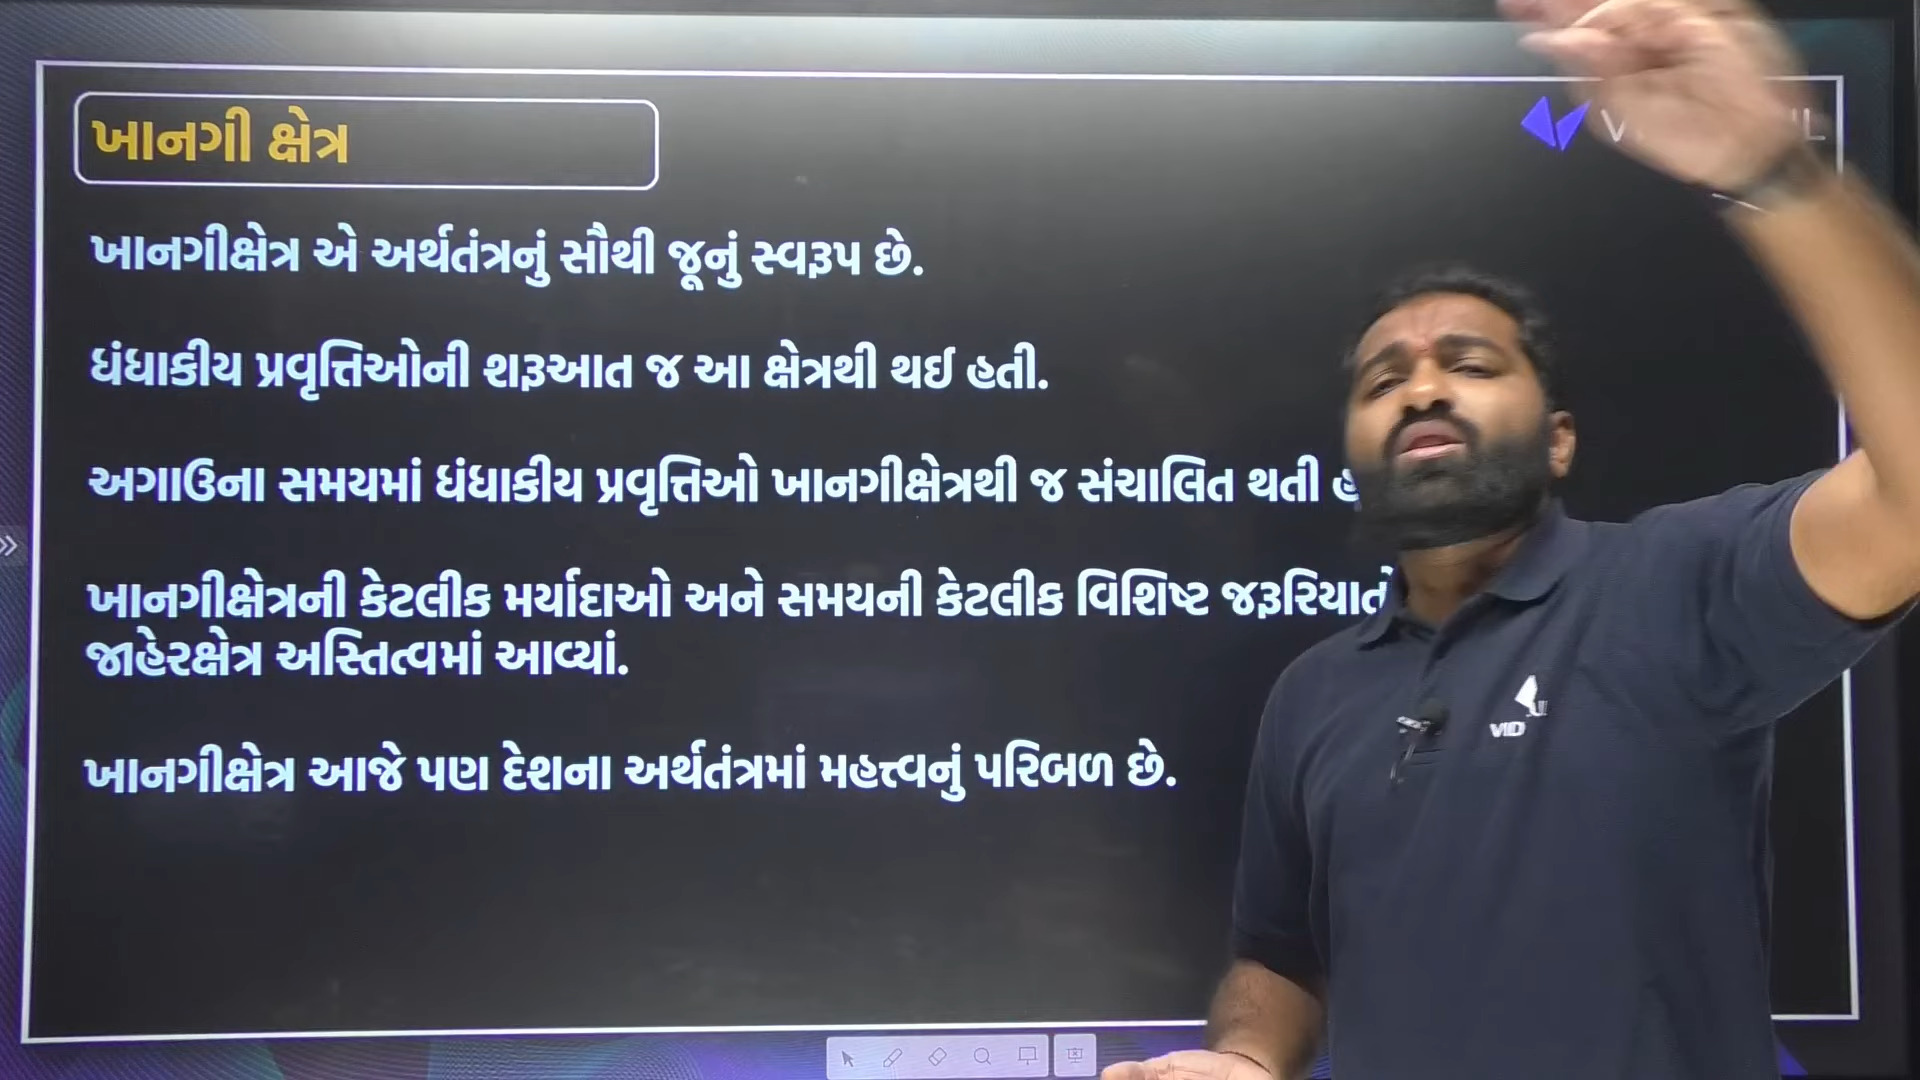 ખાનગી ક્ષેત્ર
ખાનગીક્ષેત્ર એ અર્થતંત્રનું સૌથી જૂનું સ્વરૂપ છે.
ધંધાકીય પ્રવૃત્તિઓની શરૂઆત જ આ ક્ષેત્રથી થઈ હતી.
અગાઉના સમયમાં ધંધાકીય પ્રવૃત્તિઓ ખાનગીક્ષેત્રથી જ સંચાલિત થતી
ખાનગીક્ષેત્રની કેટલીક મર્યાદાઓ અને સમયની કેટલીક વિશિષ્ટ
જાહેરક્ષેત્ર અસ્તિત્વમાં આવ્યાં.
ખાનગીક્ષેત્ર આજે પણ દેશના અર્થતંત્રમાં મહત્ત્વનું પરિબળ છે.